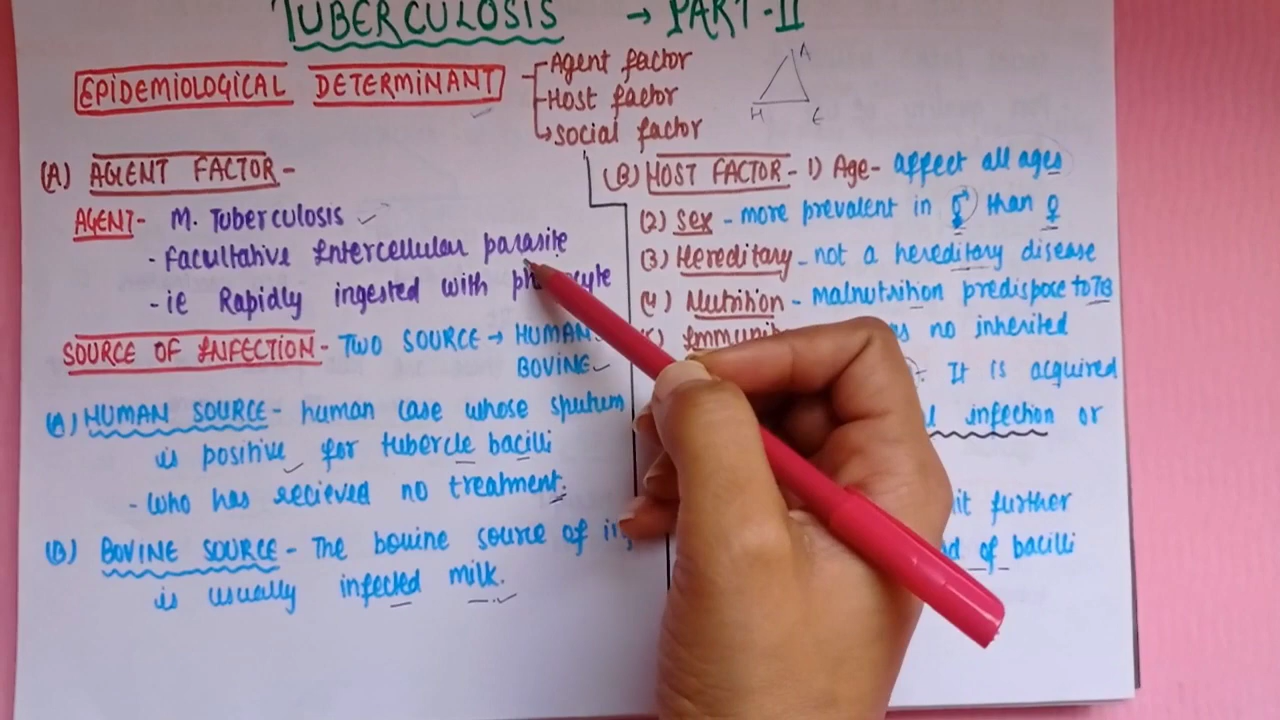 TUBERCULOSIS → PART-II
EPIDEMIOLOGICAL DETERMINANT
Agent factor
Host factor
Social factor
A
H
E
(A) AGENT FACTOR-
AGENT- M. Tuberculosis
- facultative intercellular parasite
- ie Rapidly ingested with
SOURCE OF INFECTION - TWO SOURCE → HUMAN
BOVINE
(A) HUMAN SOURCE - human case whose sputum
is positive for tubercle bacilli
- who has recieved no treatment.
(B) BOVINE SOURCE - The bovine source of
is usually infected milk.
(B) HOST FACTOR - 1) Age- affect all ages
(2) Sex - more prevalent in ♂ than ♀
(3) Hereditary - not a hereditary disease
(4) Nutrition - malnutrition predispose to TB
no inherited
It is acquired
infection or
further
of bacilli